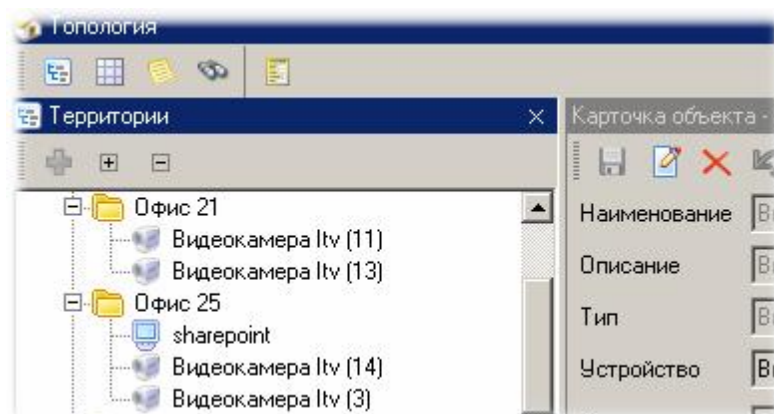 Топология
Территории
Карточка объекта -
Офис 21
Видеокамера Itv (11)
Видеокамера Itv (13)
Офис 25
sharepoint
Видеокамера Itv (14)
Видеокамера Itv (3)
Наименование
Описание
Тип
Устройство